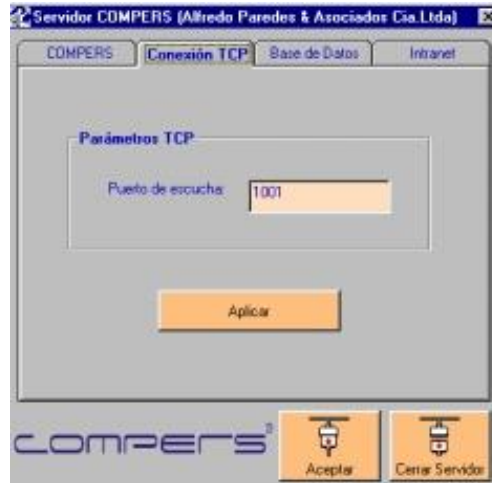 Servidor COMPERS (Alfredo Paredes & Asociados Cia.Ltda)
COMPERS Conexión TCP Base de Datos Intranet
Parámetros TCP
Puerto de escucha: 1001
Aplicar
COMPERS®
Aceptar Cerrar Servidor